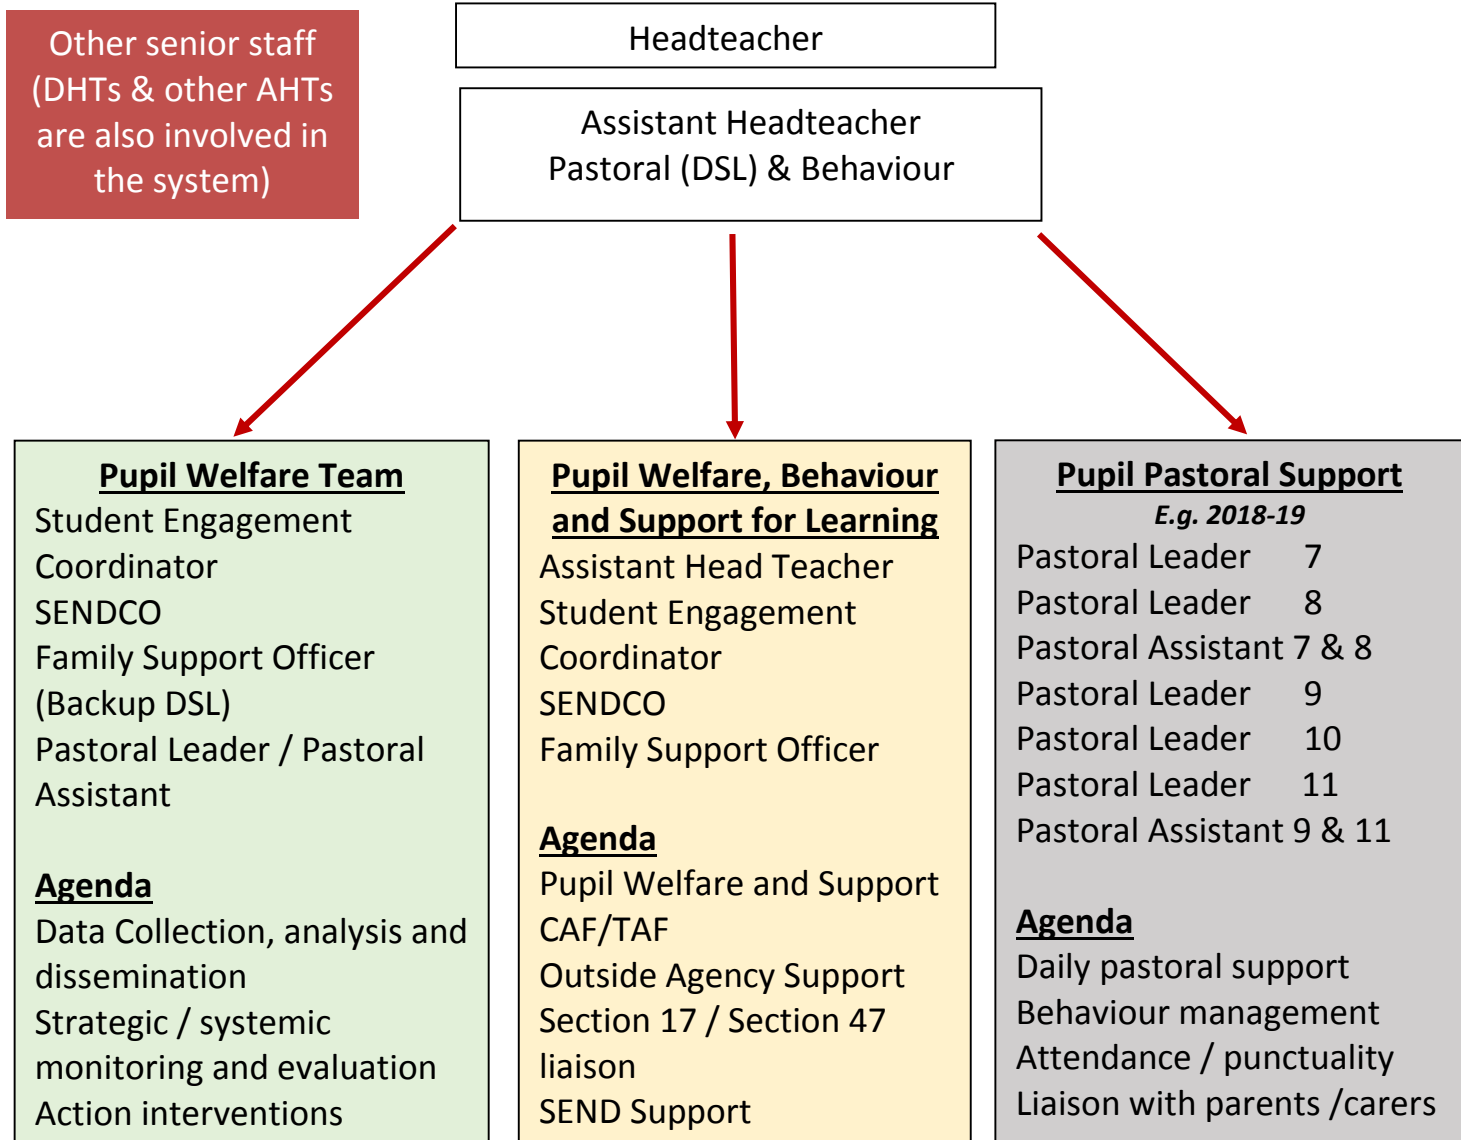 Other senior staff
(DHTs & other AHTs
are also involved in
the system)
Headteacher
Assistant Headteacher
Pastoral (DSL) & Behaviour
Pupil Welfare Team
Student Engagement
Coordinator
SENDCO
Family Support Officer
(Backup DSL)
Pastoral Leader / Pastoral
Assistant
Agenda
Data Collection, analysis and
dissemination
Strategic / systemic
monitoring and evaluation
Action interventions
Pupil Welfare, Behaviour
and Support for Learning
Assistant Head Teacher
Student Engagement
Coordinator
SENDCO
Family Support Officer
Agenda
Pupil Welfare and Support
CAF/TAF
Outside Agency Support
Section 17 / Section 47
liaison
SEND Support
Pupil Pastoral Support
E.g. 2018-19
Pastoral Leader 7
Pastoral Leader 8
Pastoral Assistant 7 & 8
Pastoral Leader 9
Pastoral Leader 10
Pastoral Leader 11
Pastoral Assistant 9 & 11
Agenda
Daily pastoral support
Behaviour management
Attendance / punctuality
Liaison with parents /carers